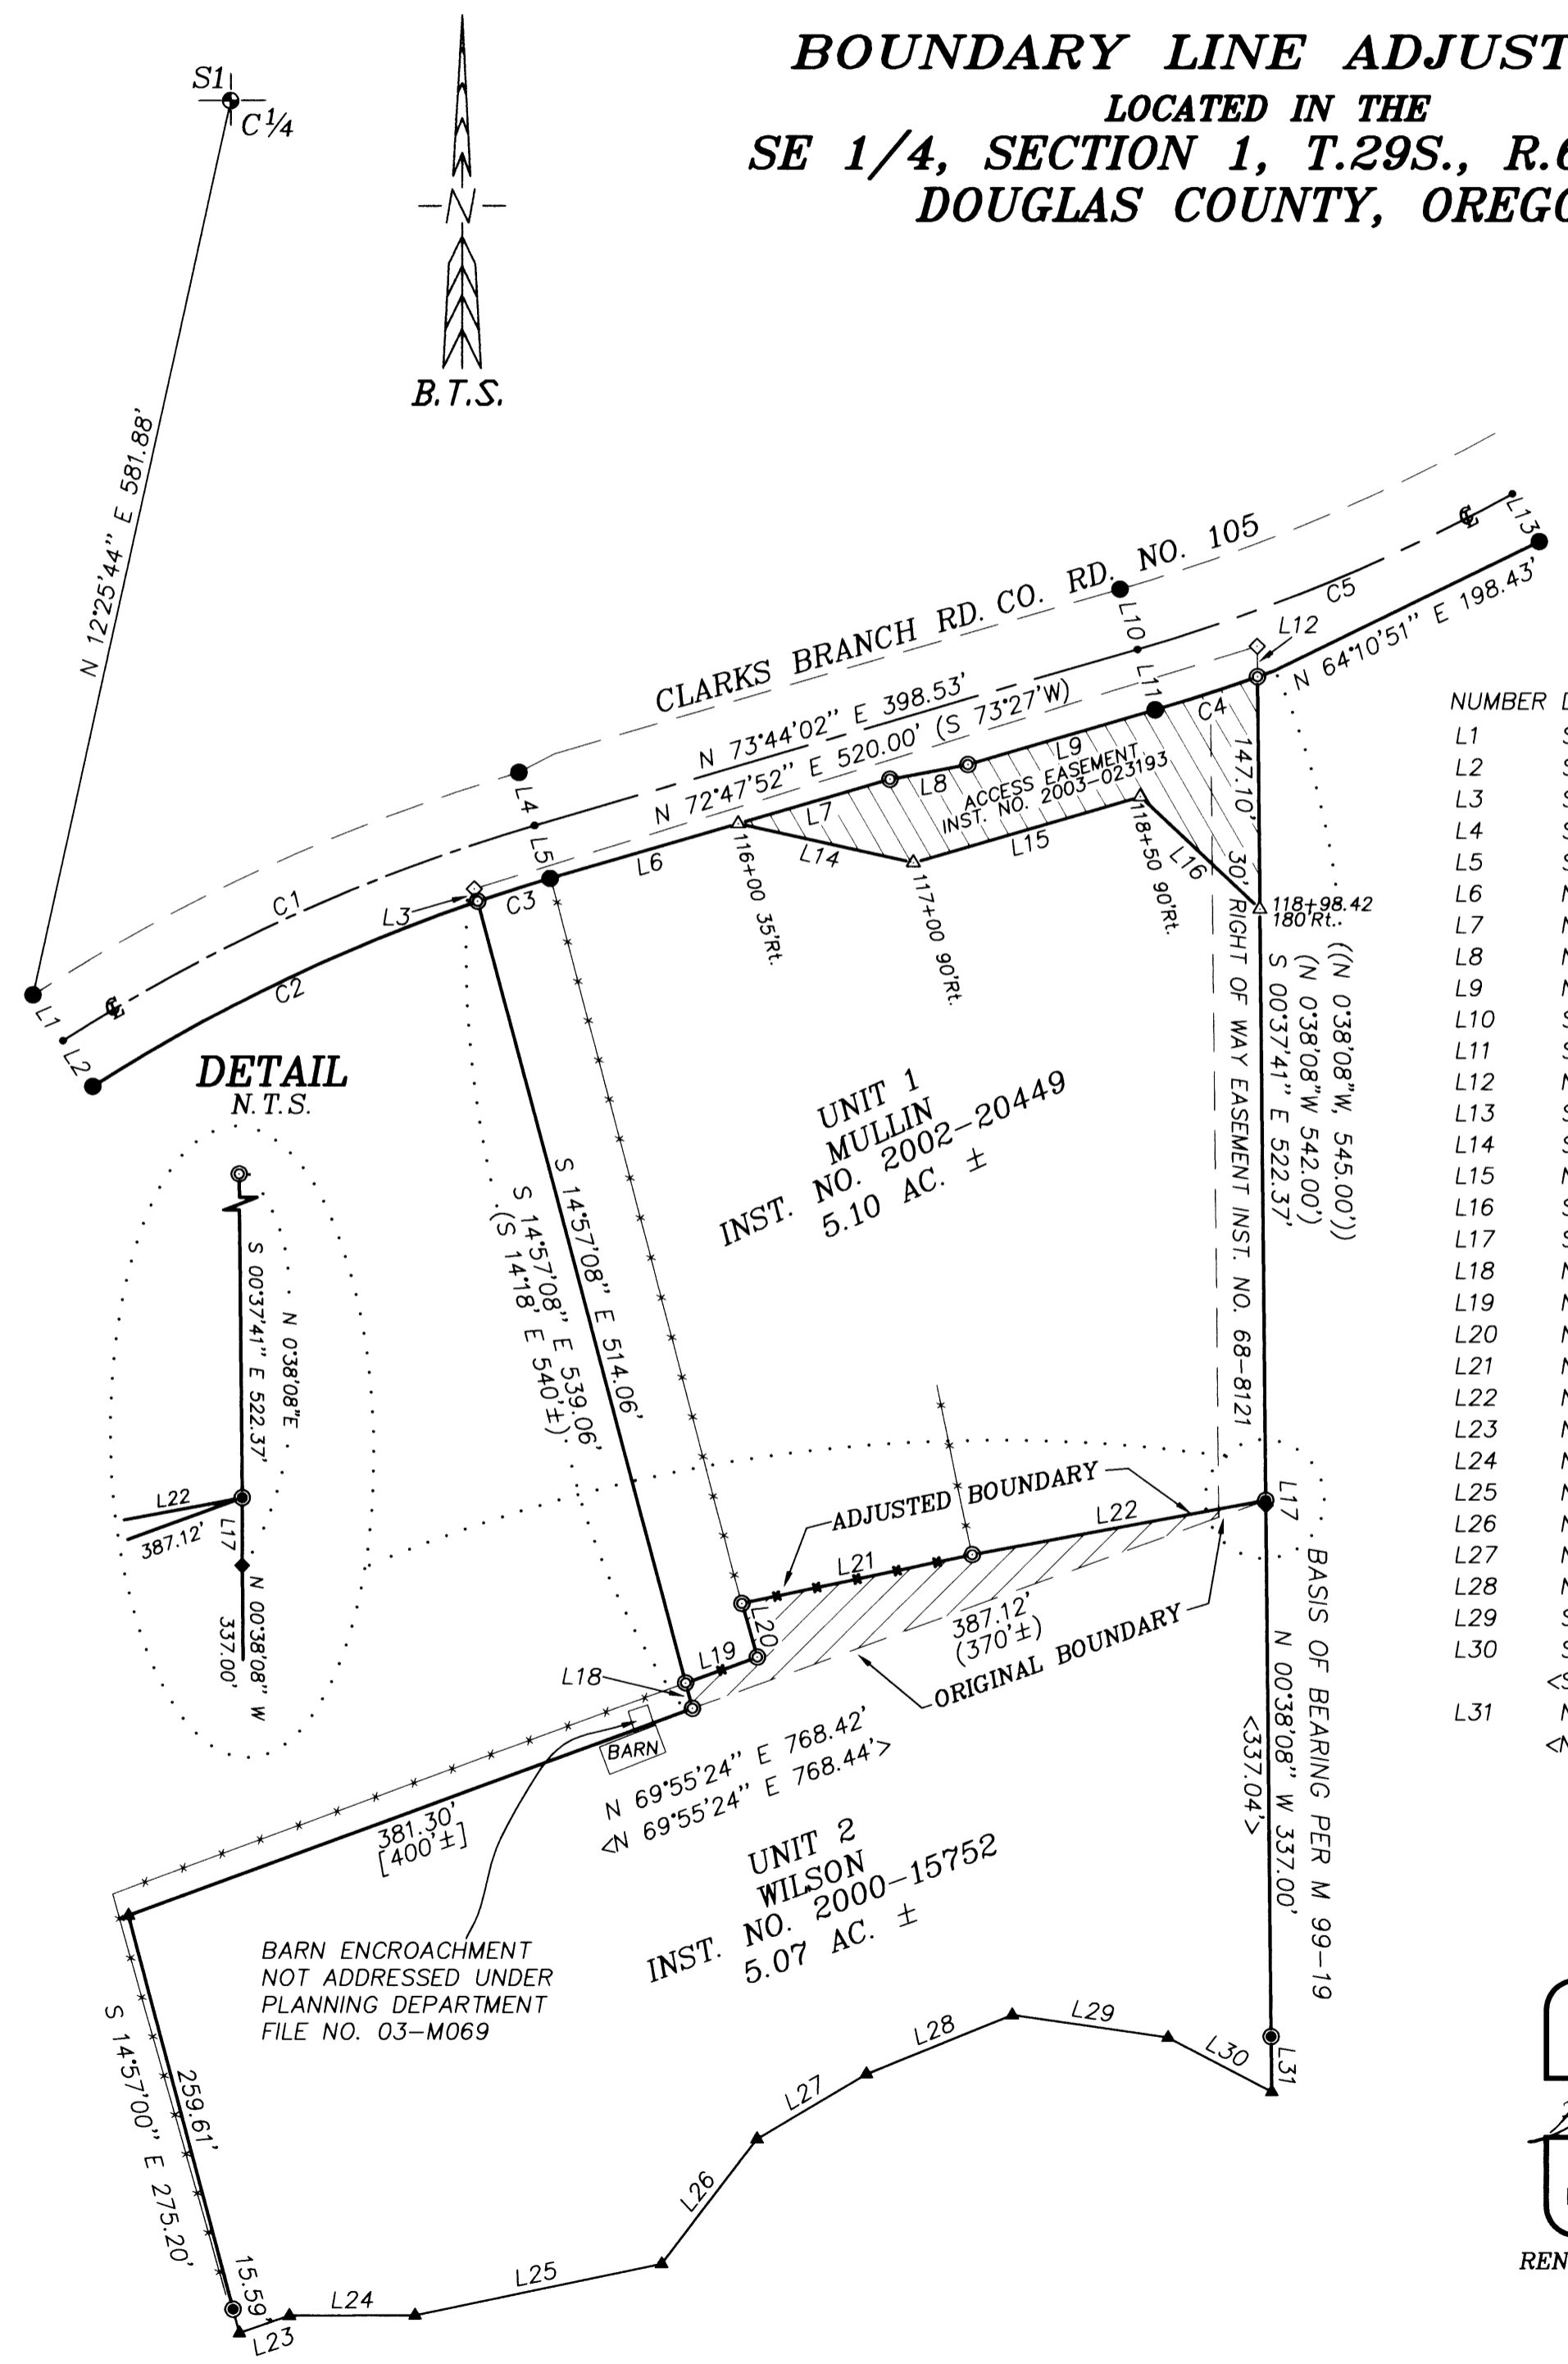 BOUNDARY LINE ADJUST
LOCATED IN THE
SE 1/4, SECTION 1, T.29S., R.6
DOUGLAS COUNTY, OREGO
S1
C 1/4
N
B.T.S.
N 12°25'44" E 581.88'
CLARKS BRANCH RD. CO. RD. NO. 105
N 73°44'02" E 398.53'
N 72°47'52" E 520.00' (S 73°27'W)
N 64°10'51" E 198.43'
L13
C5
L12
L10
L11
C4
L4
L5
L9
L8
L7
L6
ACCESS EASEMENT
INST. NO. 2003-023193
L14
L15
L16
C1
C2
C3
L3
L1
L2
116+00 35'Rt.
117+00 90'Rt.
118+50 90'Rt.
118+98.42
180'Rt.
147.10'
30' RIGHT OF WAY EASEMENT INST. NO. 68-8121
((N 0°38'08"W, 545.00'))
(N 0°38'08"W 542.00')
S 00°37'41" E 522.37'
DETAIL
N.T.S.
S 00°37'41" E 522.37'
N 0°38'08"E
L22
387.12'
L17
N 00°38'08" W
337.00'
UNIT 1
MULLIN
INST. NO. 2002-20449
5.10 AC. ±
S 14°57'08" E 514.06'
S 14°57'08" E 539.06'
(S 14°18' E 540'±)
ADJUSTED BOUNDARY
L22
L21
L17
L20
L19
L18
387.12'
(370'±)
ORIGINAL BOUNDARY
BARN
N 69°55'24" E 768.42'
<N 69°55'24" E 768.44'>
381.30'
[400'±]
BASIS OF BEARING PER M 99-19
N 00°38'08" W 337.00'
<337.04'>
UNIT 2
WILSON
INST. NO. 2000-15752
5.07 AC. ±
BARN ENCROACHMENT
NOT ADDRESSED UNDER
PLANNING DEPARTMENT
FILE NO. 03-M069
259.61'
S 14°57'00" E 275.20'
15.59'
L23
L24
L25
L26
L27
L28
L29
L30
L31
NUMBER D
L1 S
L2 S
L3 S
L4 S
L5 S
L6 N
L7 N
L8 N
L9 N
L10 S
L11 S
L12 N
L13 S
L14 S
L15 N
L16 S
L17 S
L18 N
L19 N
L20 N
L21 N
L22 N
L23 N
L24 N
L25 N
L26 N
L27 N
L28 N
L29 S
L30 S
<S
L31 N
<N
REN